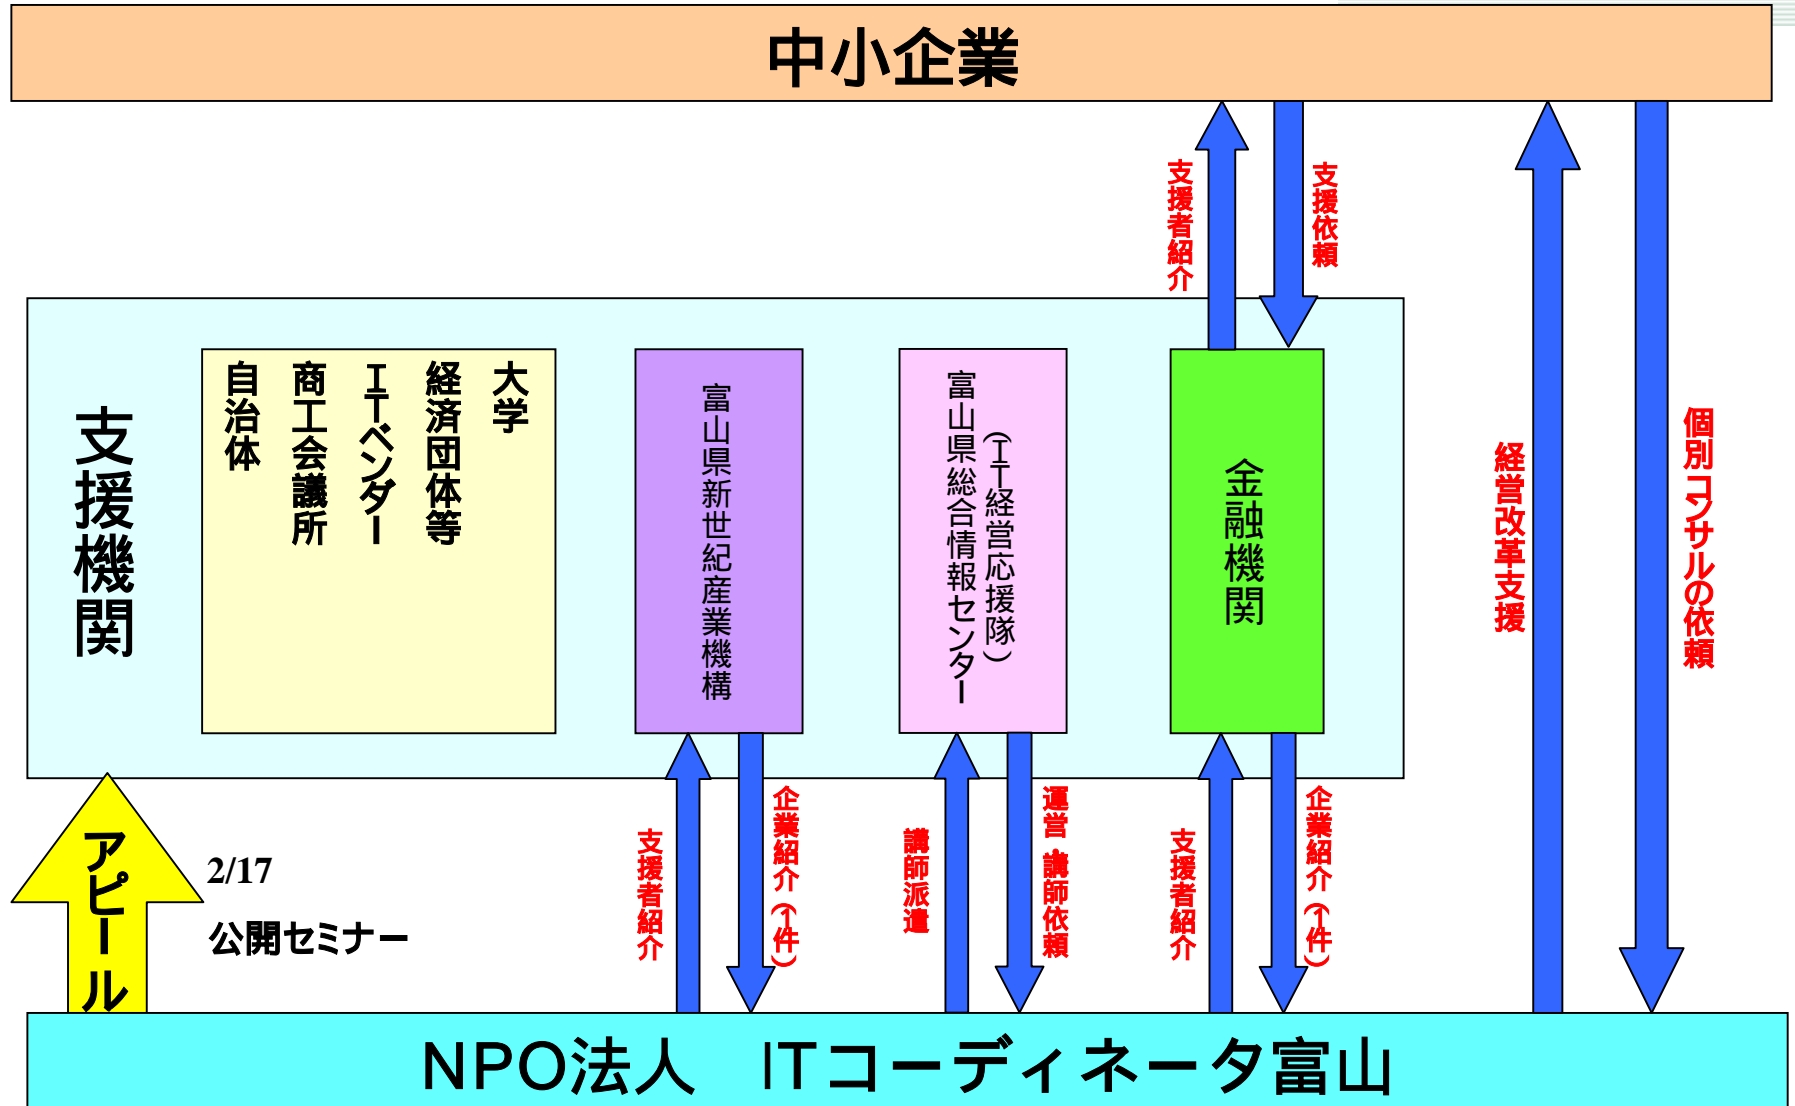 中小企業
支援者紹介
支援依頼
支援機関
自治体
商工会議所
ITベンダー
経済団体等
大学
富山県新世紀産業機構
富山県総合情報センター
(IT経営応援隊)
金融機関
経営改革支援
個別コンサルの依頼
アピール
2/17
公開セミナー
支援者紹介
企業紹介(1件)
講師派遣
運営・講師依頼
支援者紹介
企業紹介(1件)
NPO法人 ITコーディネータ富山